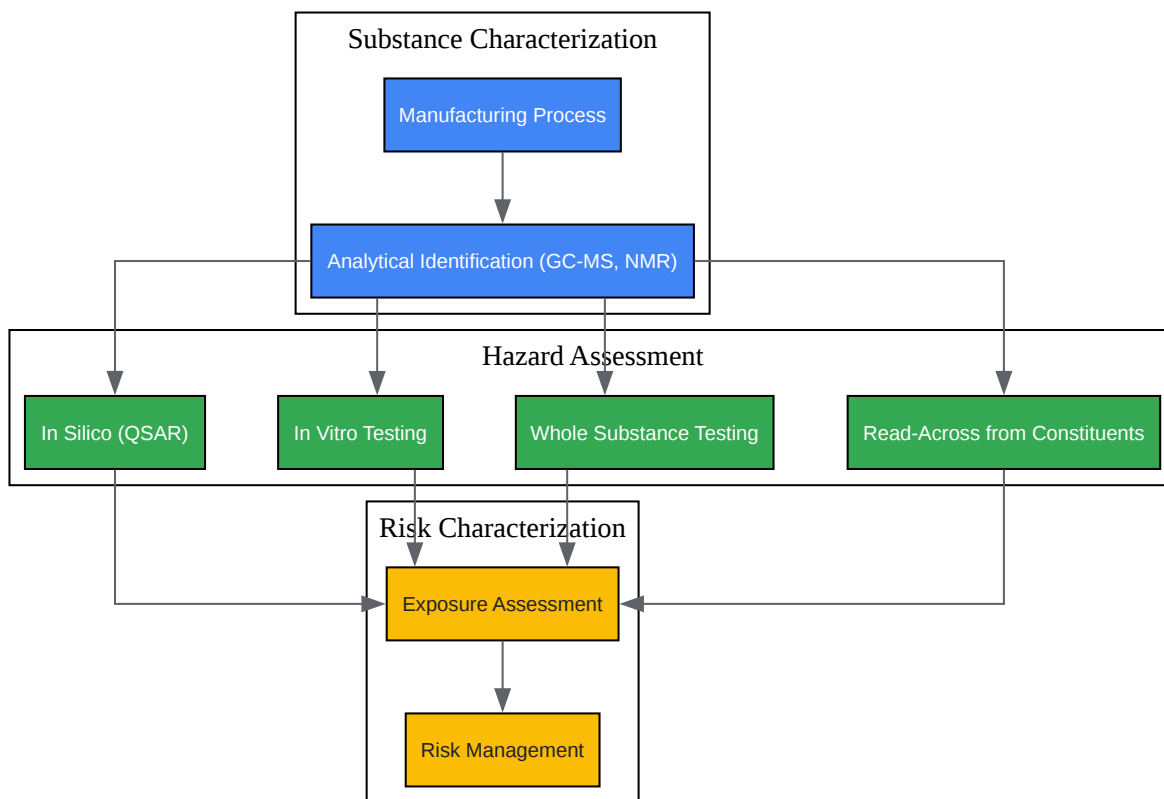 Substance Characterization
Manufacturing Process
Analytical Identification (GC-MS, NMR)
Hazard Assessment
In Silico (QSAR)
In Vitro Testing
Whole Substance Testing
Read-Across from Constituents
Risk Characterization
Exposure Assessment
Risk Management